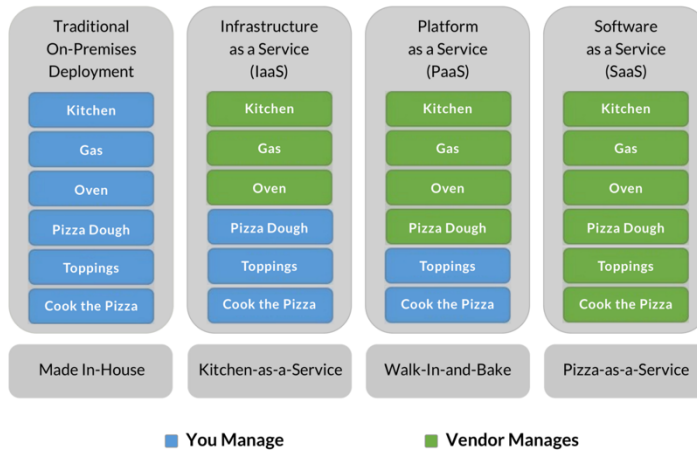 Traditional
On-Premises
Deployment
Kitchen
Gas
Oven
Pizza Dough
Toppings
Cook the Pizza
Made In-House
Infrastructure
as a Service
(IaaS)
Kitchen
Gas
Oven
Pizza Dough
Toppings
Cook the Pizza
Kitchen-as-a-Service
Platform
as a Service
(PaaS)
Kitchen
Gas
Oven
Pizza Dough
Toppings
Cook the Pizza
Walk-In-and-Bake
Software
as a Service
(SaaS)
Kitchen
Gas
Oven
Pizza Dough
Toppings
Cook the Pizza
Pizza-as-a-Service
You Manage
Vendor Manages